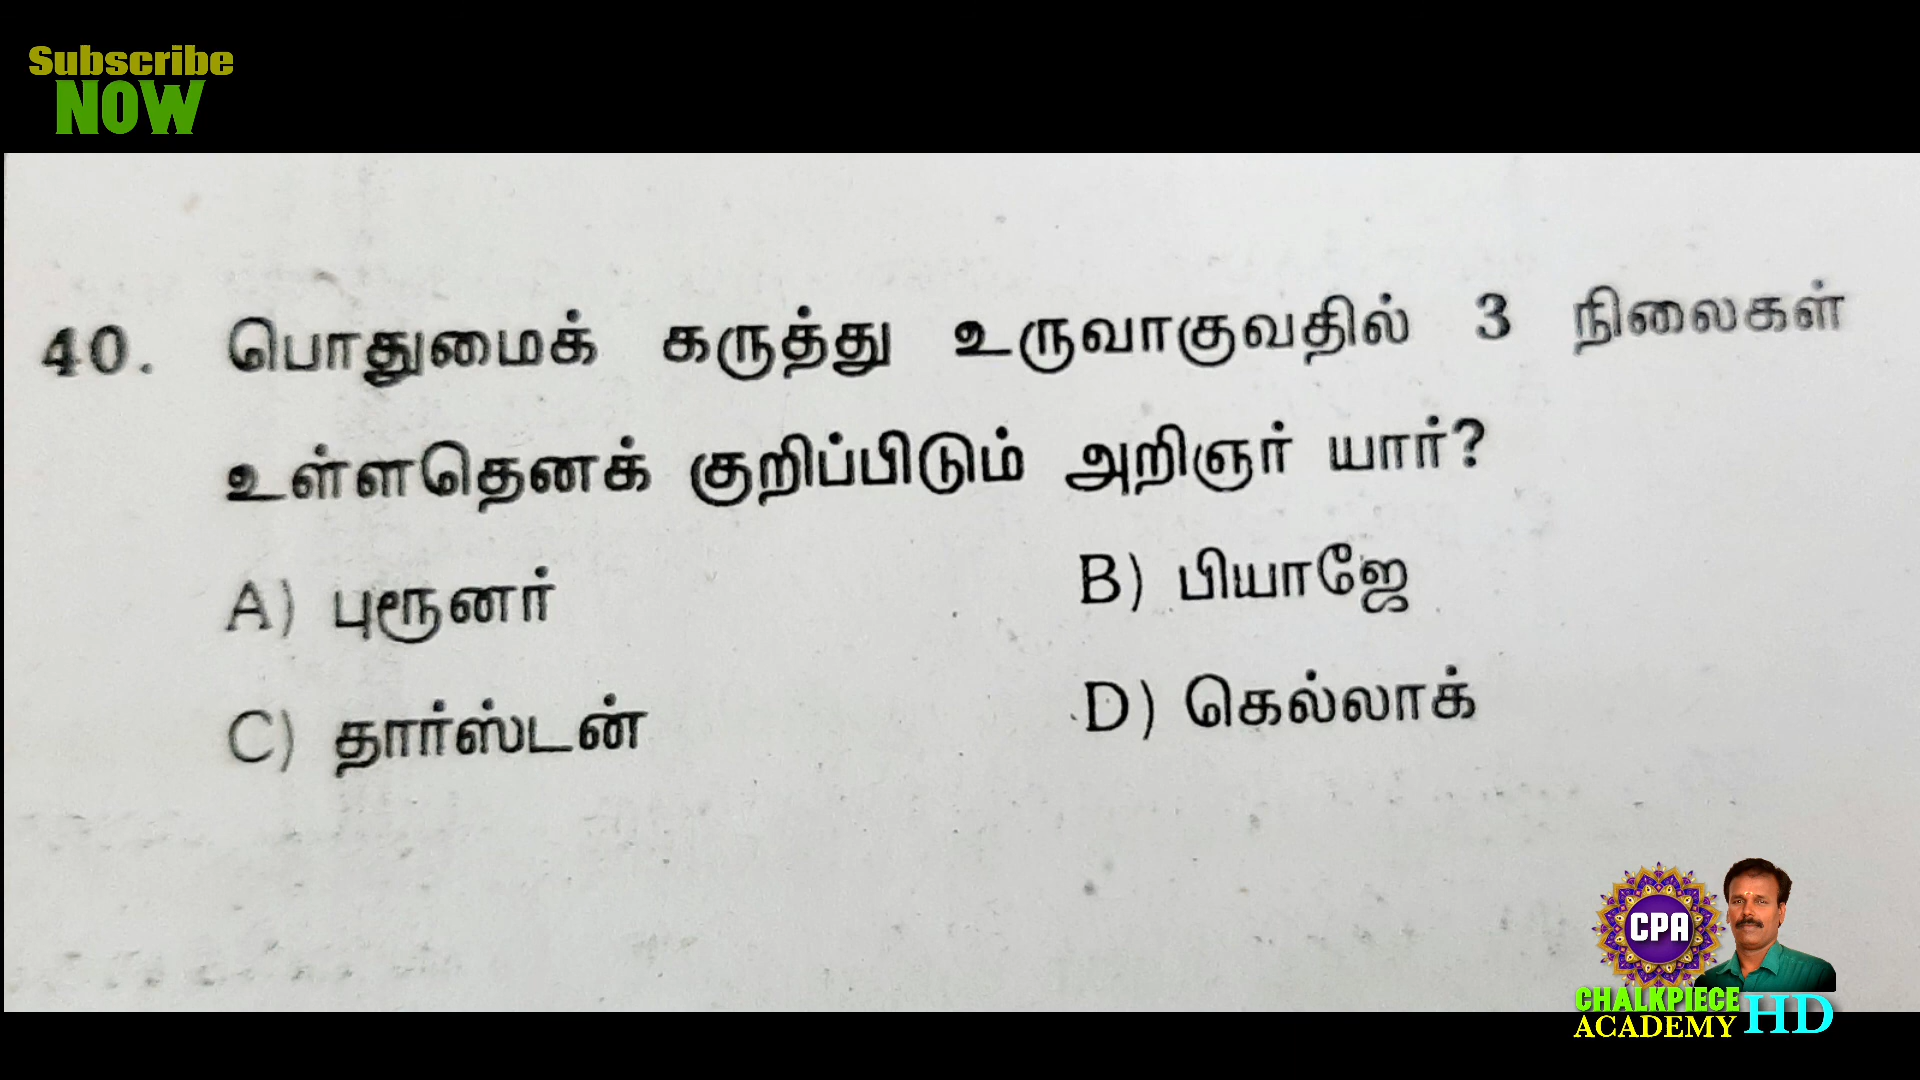 Subscribe
NOW
40. பொதுமைக் கருத்து உருவாகுவதில் 3 நிலைகள்
உள்ளதெனக் குறிப்பிடும் அறிஞர் யார்?
A) புரூனர்
B) பியாஜே
C) தார்ஸ்டன்
D) கெல்லாக்
CPA
CHALKPIECE
ACADEMY HD